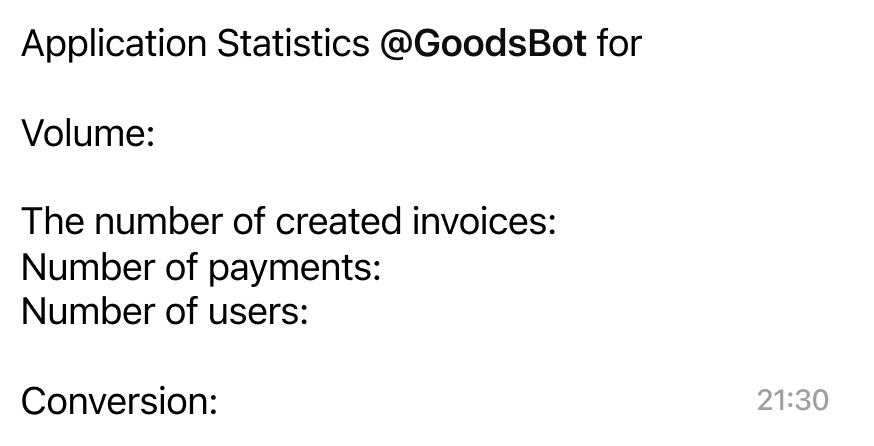 Application Statistics @GoodsBot for
Volume:
The number of created invoices:
Number of payments:
Number of users:
Conversion:
21:30